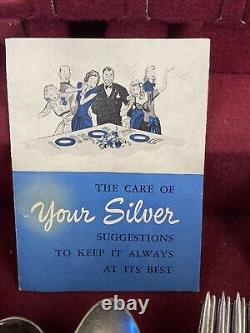 THE CARE OF
Your Silver
SUGGESTIONS
TO KEEP IT ALWAYS
AT ITS BEST